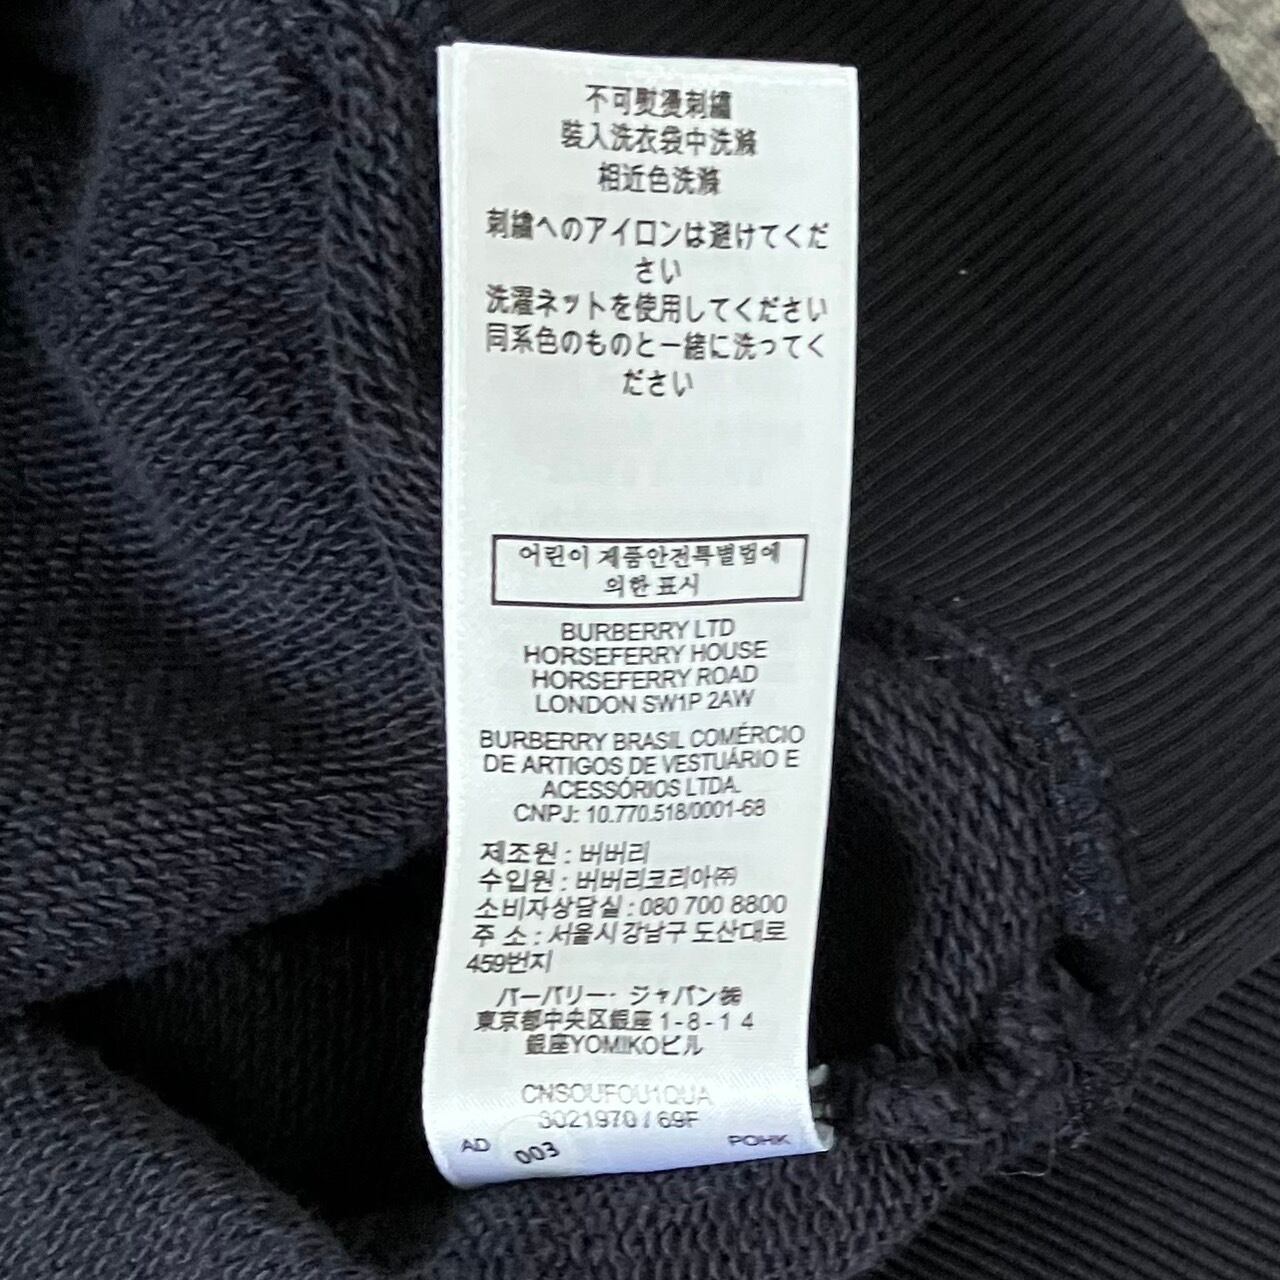 不可熨燙刺繡
裝入洗衣袋中洗滌
相近色洗滌
刺繍へのアイロンは避けてくだ
さい
洗濯ネットを使用してください
同系色のものと一緒に洗ってく
ださい
어린이 제품안전특별법에
의한 표시
BURBERRY LTD
HORSEFERRY HOUSE
HORSEFERRY ROAD
LONDON SW1P 2AW
BURBERRY BRASIL COMÉRCIO
DE ARTIGOS DE VESTUÁRIO E
ACESSÓRIOS LTDA.
CNPJ: 10.770.518/0001-68
제조원 : 버버리
수입원 : 버버리코리아㈜
소비자상담실 : 080 700 8800
주 소 : 서울시 강남구 도산대로
459번지
バーバリー・ジャパン㈱
東京都中央区銀座 1-8-1 4
銀座YOMIKOビル
CNSOUFOU1QUA
3021970 / 69F
AD 003 POHK